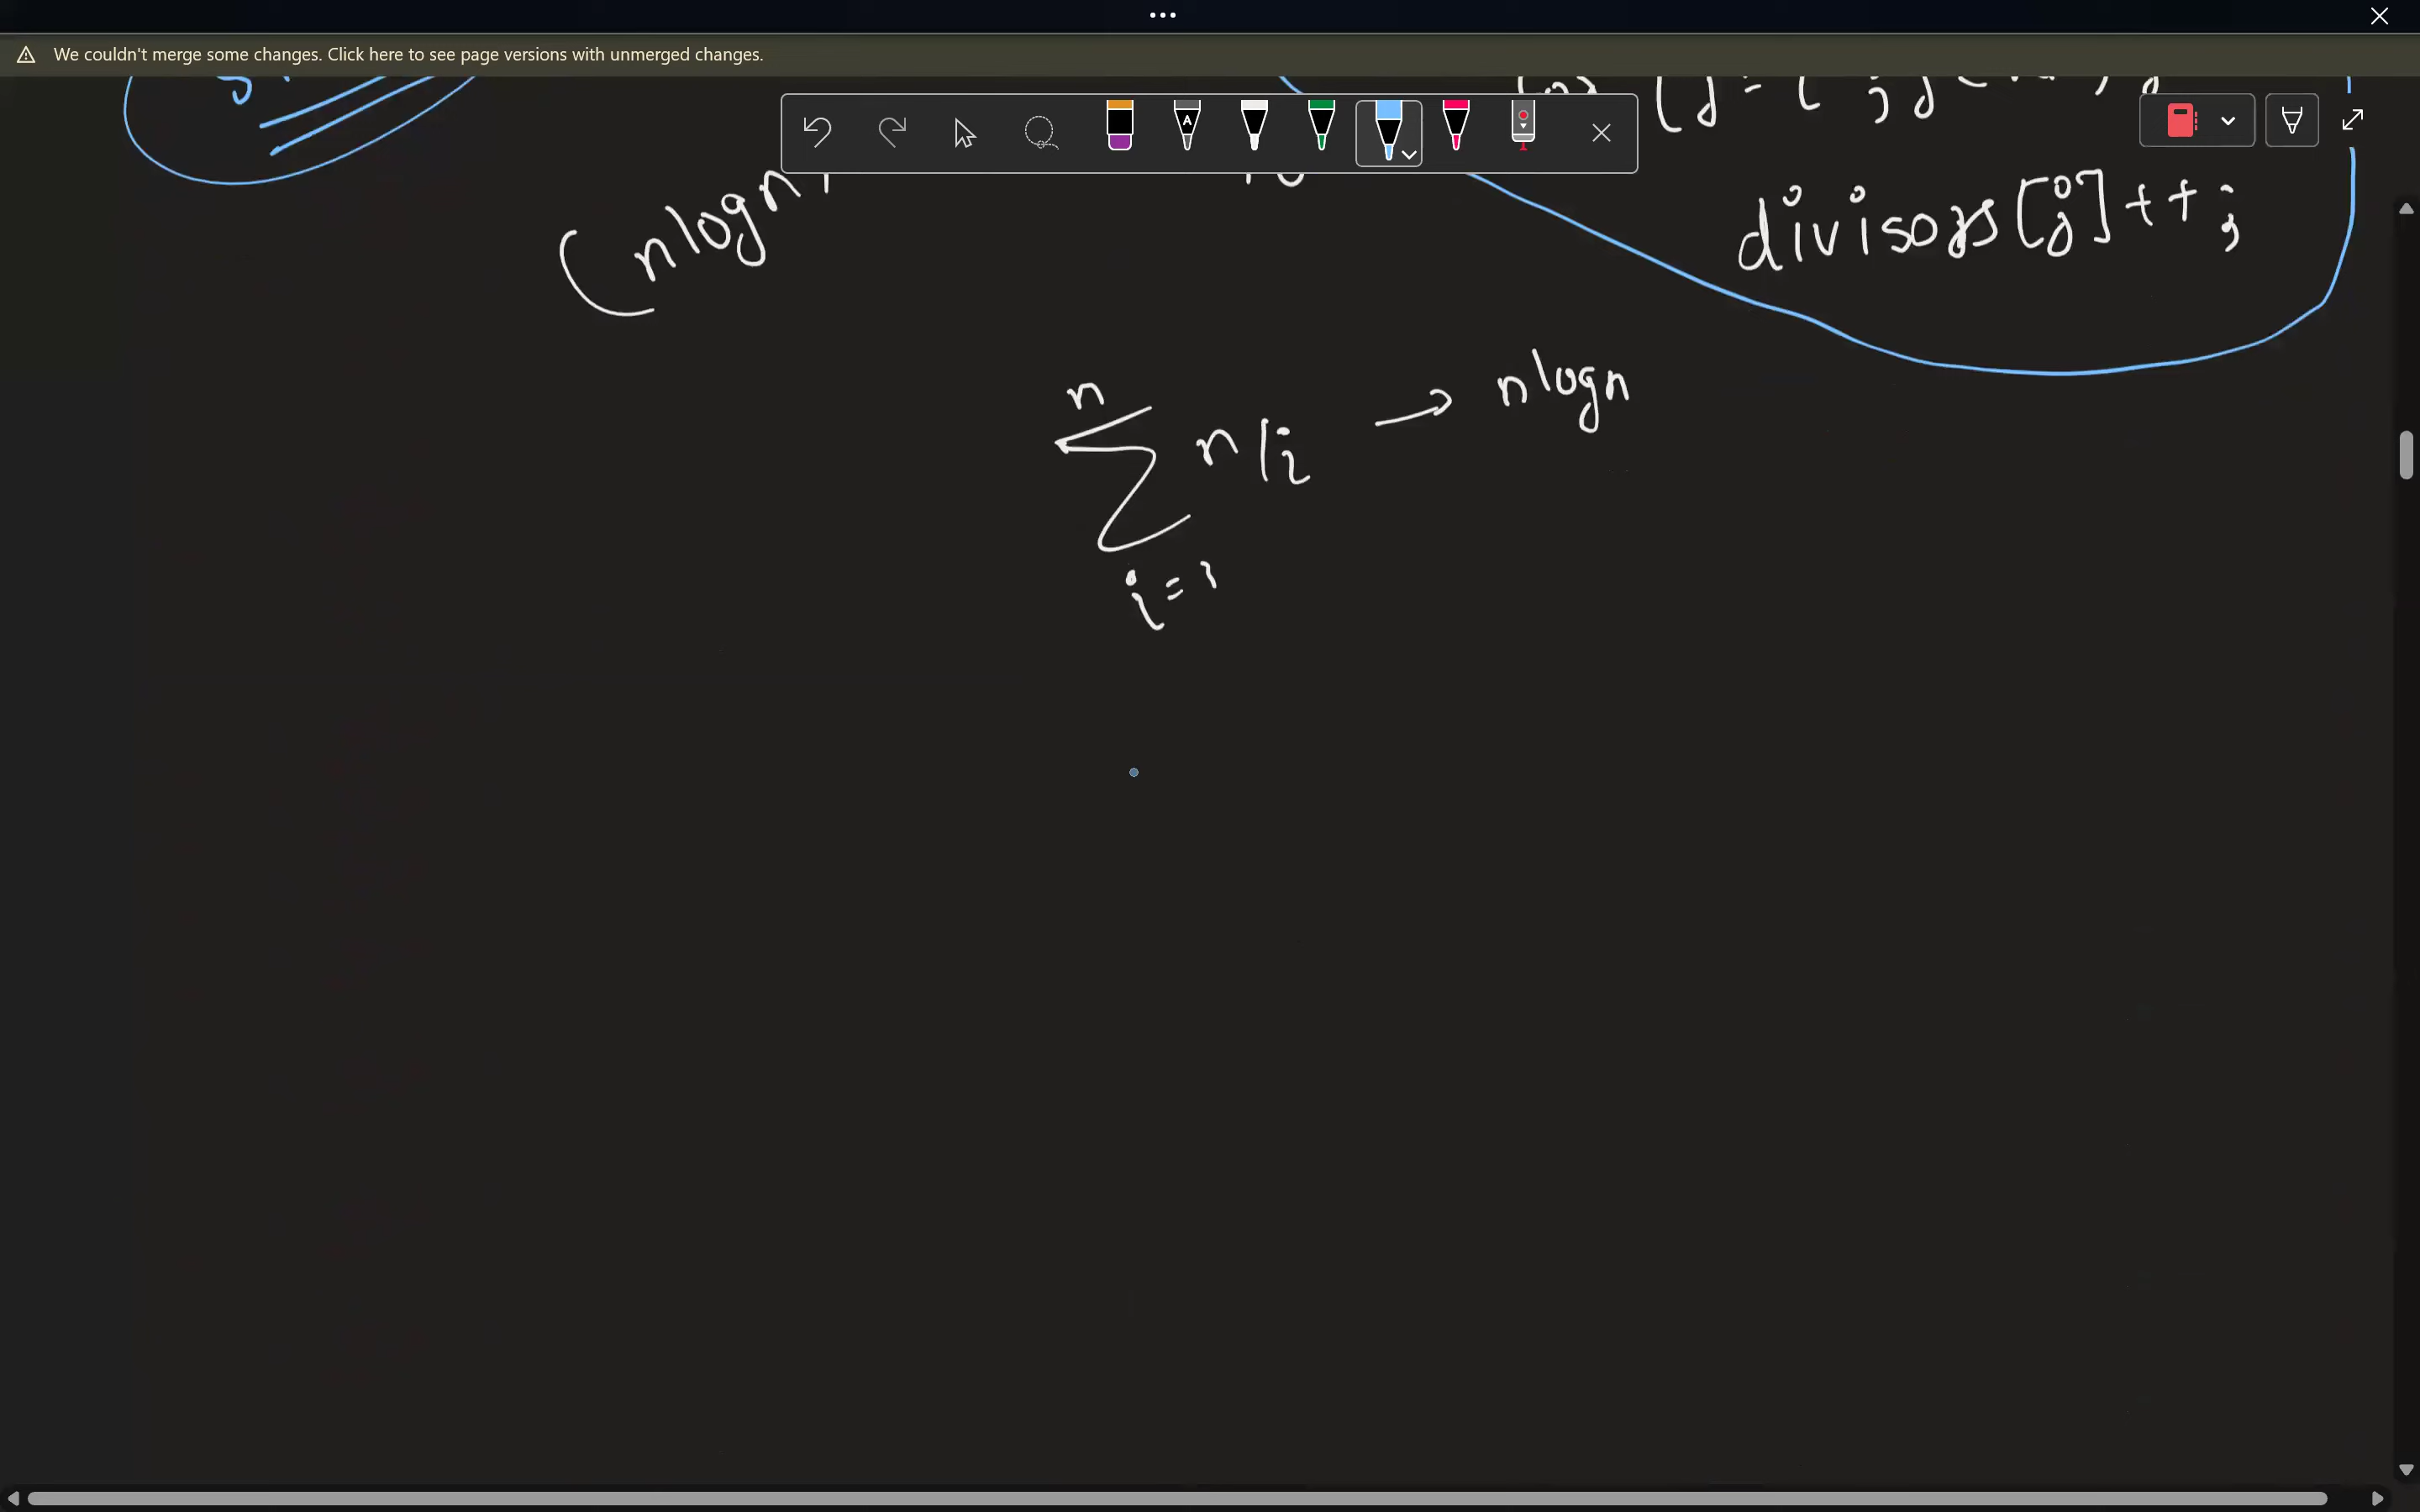 We couldn't merge some changes. Click here to see page versions with unmerged changes.
divisors[j]++;
(nlogn)
n
∑ n/i → nlogn
i=1